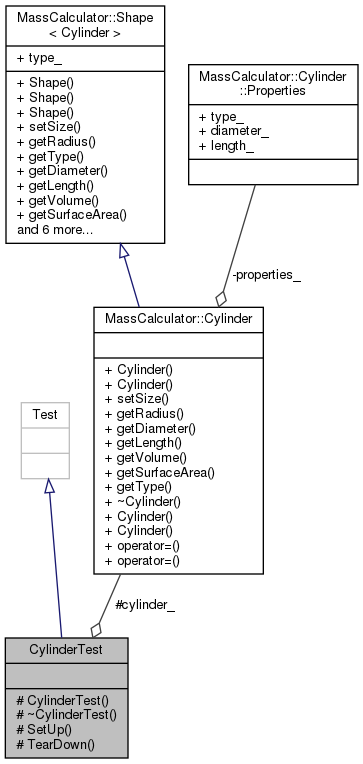 MassCalculator::Shape
< Cylinder >
+ type_
+ Shape()
+ Shape()
+ Shape()
+ setSize()
+ getRadius()
+ getType()
+ getDiameter()
+ getLength()
+ getVolume()
+ getSurfaceArea()
and 6 more...
MassCalculator::Cylinder
::Properties
+ type_
+ diameter_
+ length_
-properties_
MassCalculator::Cylinder
+ Cylinder()
+ Cylinder()
+ setSize()
+ getRadius()
+ getDiameter()
+ getLength()
+ getVolume()
+ getSurfaceArea()
+ getType()
+ ~Cylinder()
+ Cylinder()
+ Cylinder()
+ operator=()
+ operator=()
Test
#cylinder_
CylinderTest
# CylinderTest()
# ~CylinderTest()
# SetUp()
# TearDown()